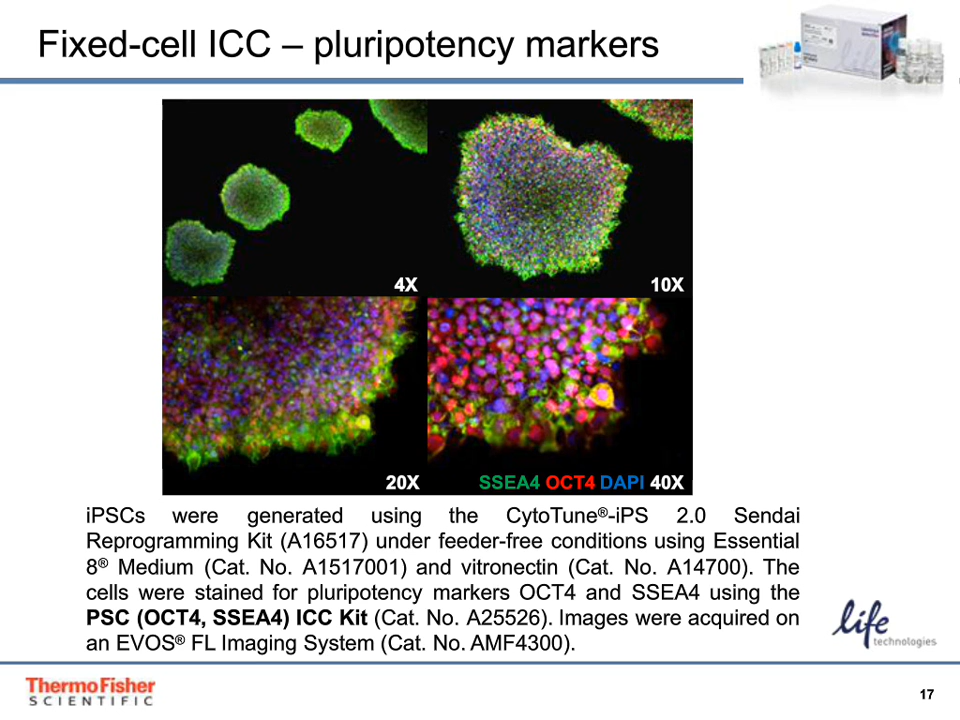 Fixed-cell ICC – pluripotency markers
4X
10X
20X
SSEA4 OCT4 DAPI 40X
iPSCs were generated using the CytoTune®-iPS 2.0 Sendai
Reprogramming Kit (A16517) under feeder-free conditions using Essential
8® Medium (Cat. No. A1517001) and vitronectin (Cat. No. A14700). The
cells were stained for pluripotency markers OCT4 and SSEA4 using the
PSC (OCT4, SSEA4) ICC Kit (Cat. No. A25526). Images were acquired on
an EVOS® FL Imaging System (Cat. No. AMF4300).
life
technologies
ThermoFisher
SCIENTIFIC
17